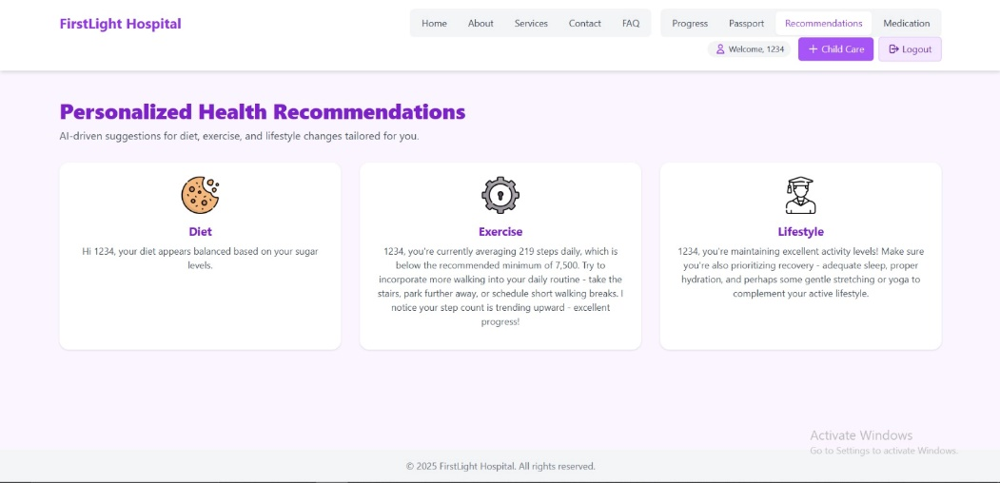 FirstLight Hospital
Home About Services Contact FAQ Progress Passport Recommendations Medication
Welcome, 1234 + Child Care Logout
Personalized Health Recommendations
AI-driven suggestions for diet, exercise, and lifestyle changes tailored for you.
Diet
Hi 1234, your diet appears balanced based on your sugar
levels.
Exercise
1234, you're currently averaging 219 steps daily, which is
below the recommended minimum of 7,500. Try to
incorporate more walking into your daily routine - take the
stairs, park further away, or schedule short walking breaks. I
notice your step count is trending upward - excellent
progress!
Lifestyle
1234, you're maintaining excellent activity levels! Make sure
you're also prioritizing recovery - adequate sleep, proper
hydration, and perhaps some gentle stretching or yoga to
complement your active lifestyle.
Activate Windows
Go to Settings to activate Windows.
© 2025 FirstLight Hospital. All rights reserved.